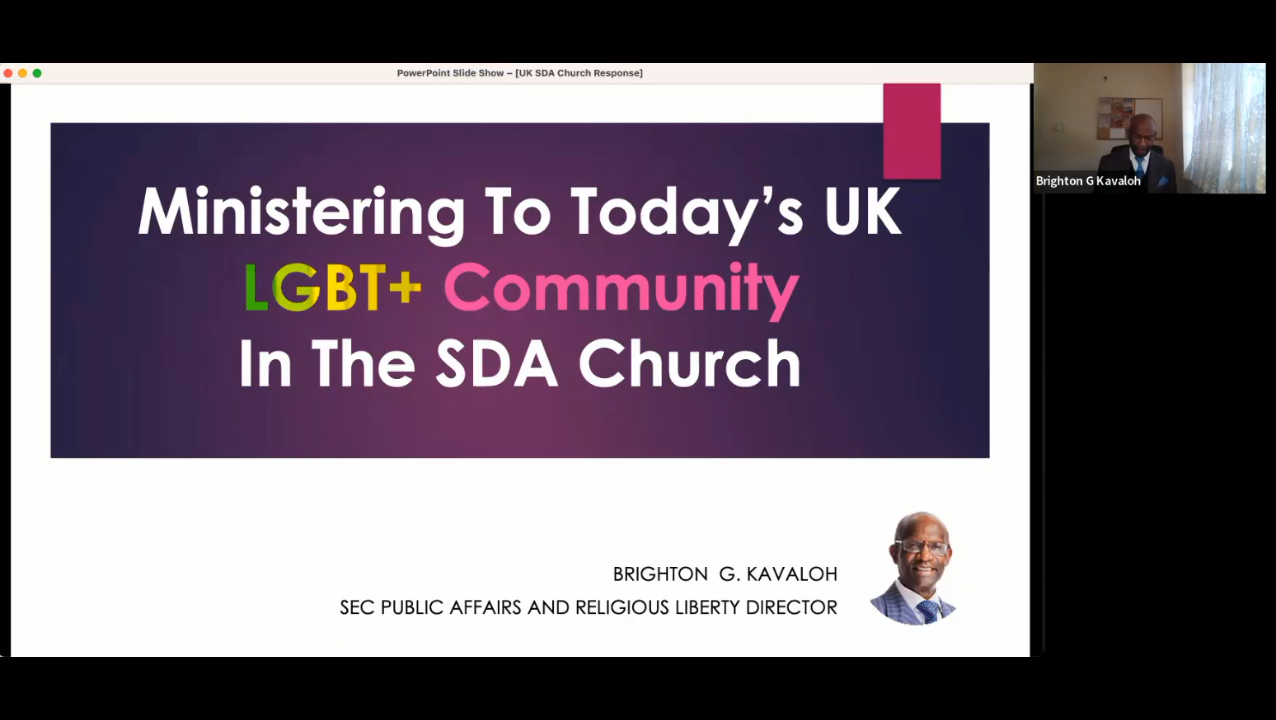 PowerPoint Slide Show – [UK SDA Church Response]
Ministering To Today's UK
LGBT+ Community
In The SDA Church
BRIGHTON G. KAVALOH
SEC PUBLIC AFFAIRS AND RELIGIOUS LIBERTY DIRECTOR
Brighton G Kavaloh